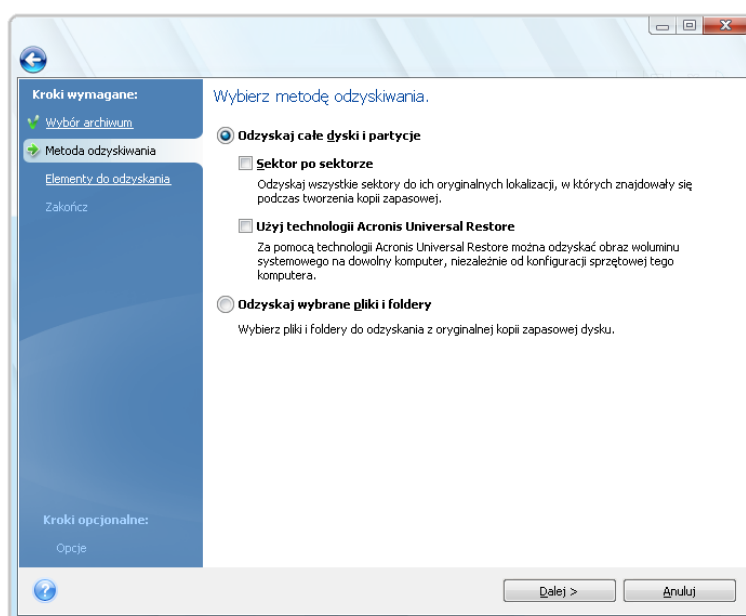 Kroki wymagane:
Wybór archiwum
Metoda odzyskiwania
Elementy do odzyskania
Zakończ
Kroki opcjonalne:
Opcje
Wybierz metodę odzyskiwania.
Odzyskaj całe dyski i partycje
Sektor po sektorze
Odzyskaj wszystkie sektory do ich oryginalnych lokalizacji, w których znajdowały się
podczas tworzenia kopii zapasowej.
Użyj technologii Acronis Universal Restore
Za pomocą technologii Acronis Universal Restore można odzyskać obraz woluminu
systemowego na dowolny komputer, niezależnie od konfiguracji sprzętowej tego
komputera.
Odzyskaj wybrane pliki i foldery
Wybierz pliki i foldery do odzyskania z oryginalnej kopii zapasowej dysku.
Dalej >
Anuluj